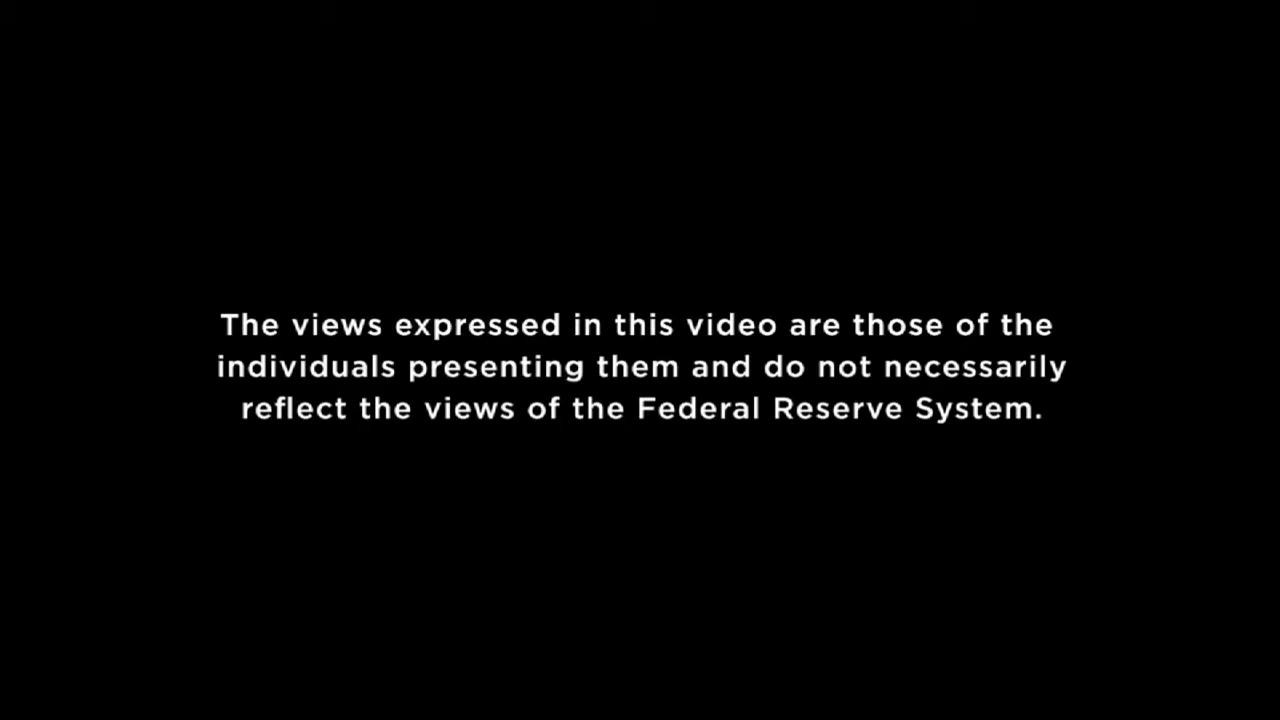 The views expressed in this video are those of the
individuals presenting them and do not necessarily
reflect the views of the Federal Reserve System.